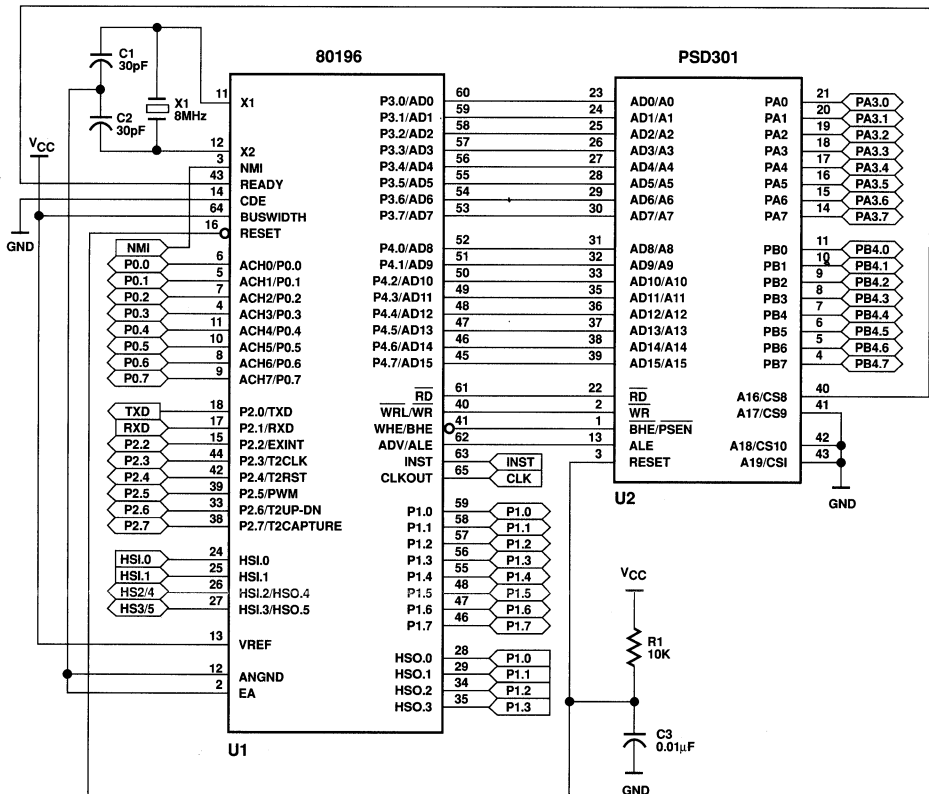 80196
PSD301
C1
30pF
C2
30pF
X1
8MHz
VCC
GND
11 X1
12 X2
3 NMI
43 READY
14 CDE
64 BUSWIDTH
16 RESET
NMI
P0.0 6 ACH0/P0.0
P0.1 5 ACH1/P0.1
P0.2 7 ACH2/P0.2
P0.3 4 ACH3/P0.3
P0.4 11 ACH4/P0.4
P0.5 10 ACH5/P0.5
P0.6 8 ACH6/P0.6
P0.7 9 ACH7/P0.7
TXD 18 P2.0/TXD
RXD 17 P2.1/RXD
P2.2 15 P2.2/EXINT
P2.3 44 P2.3/T2CLK
P2.4 42 P2.4/T2RST
P2.5 39 P2.5/PWM
P2.6 33 P2.6/T2UP-DN
P2.7 38 P2.7/T2CAPTURE
HSI.0 24 HSI.0
HSI.1 25 HSI.1
HS2/4 26 HSI.2/HSO.4
HS3/5 27 HSI.3/HSO.5
13 VREF
12 ANGND
2 EA
U1
P3.0/AD0 60 23 AD0/A0
P3.1/AD1 59 24 AD1/A1
P3.2/AD2 58 25 AD2/A2
P3.3/AD3 57 26 AD3/A3
P3.4/AD4 56 27 AD4/A4
P3.5/AD5 55 28 AD5/A5
P3.6/AD6 54 29 AD6/A6
P3.7/AD7 53 30 AD7/A7
P4.0/AD8 52 31 AD8/A8
P4.1/AD9 51 32 AD9/A9
P4.2/AD10 50 33 AD10/A10
P4.3/AD11 49 35 AD11/A11
P4.4/AD12 48 36 AD12/A12
P4.5/AD13 47 37 AD13/A13
P4.6/AD14 46 38 AD14/A14
P4.7/AD15 45 39 AD15/A15
RD 61 22 RD
WRL/WR 40 2 WR
WHE/BHE 41 1 BHE/PSEN
ADV/ALE 62 13 ALE
INST 63 INST
3 RESET
CLKOUT 65 CLK
P1.0 59 P1.0
P1.1 58 P1.1
P1.2 57 P1.2
P1.3 56 P1.3
P1.4 55 P1.4
P1.5 48 P1.5
P1.6 47 P1.6
P1.7 46 P1.7
HSO.0 28 P1.0
HSO.1 29 P1.1
HSO.2 34 P1.2
HSO.3 35 P1.3
PA0 21 PA3.0
PA1 20 PA3.1
PA2 19 PA3.2
PA3 18 PA3.3
PA4 17 PA3.4
PA5 16 PA3.5
PA6 15 PA3.6
PA7 14 PA3.7
PB0 11 PB4.0
PB1 10 PB4.1
PB2 9 PB4.2
PB3 8 PB4.3
PB4 7 PB4.4
PB5 6 PB4.5
PB6 5 PB4.6
PB7 4 PB4.7
A16/CS8 40
A17/CS9 41
A18/CS10 42
A19/CSI 43
GND
U2
VCC
R1
10K
C3
0.01µF
GND